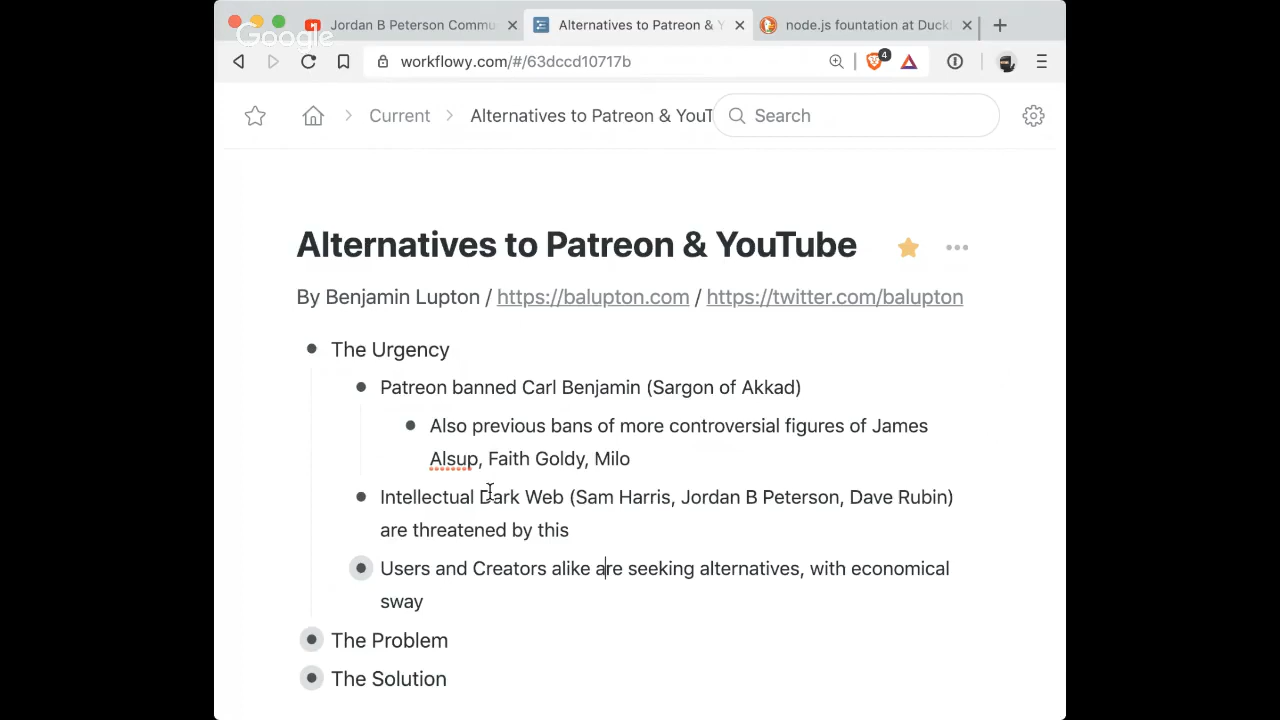 Google
Jordan B Peterson Commu
Alternatives to Patreon & Y
node.js fountation at Duck
workflowy.com/#/63dccd10717b
4
Current
Alternatives to Patreon & YouT
Search
Alternatives to Patreon & YouTube
By Benjamin Lupton / https://balupton.com / https://twitter.com/balupton
The Urgency
Patreon banned Carl Benjamin (Sargon of Akkad)
Also previous bans of more controversial figures of James
Alsup, Faith Goldy, Milo
Intellectual Dark Web (Sam Harris, Jordan B Peterson, Dave Rubin)
are threatened by this
Users and Creators alike are seeking alternatives, with economical
sway
The Problem
The Solution